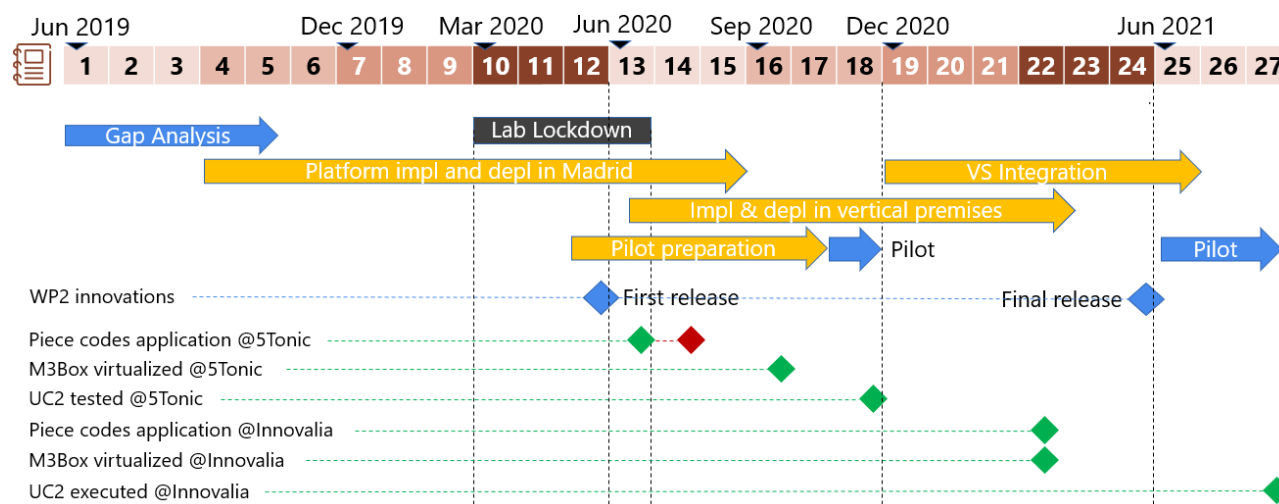 Jun 2019 Dec 2019 Mar 2020 Jun 2020 Sep 2020 Dec 2020 Jun 2021
1 2 3 4 5 6 7 8 9 10 11 12 13 14 15 16 17 18 19 20 21 22 23 24 25 26 27
Gap Analysis Lab Lockdown
Platform impl and depl in Madrid VS Integration
Impl & depl in vertical premises
Pilot preparation Pilot Pilot
WP2 innovations First release Final release
Piece codes application @5Tonic
M3Box virtualized @5Tonic
UC2 tested @5Tonic
Piece codes application @Innovalia
M3Box virtualized @Innovalia
UC2 executed @Innovalia